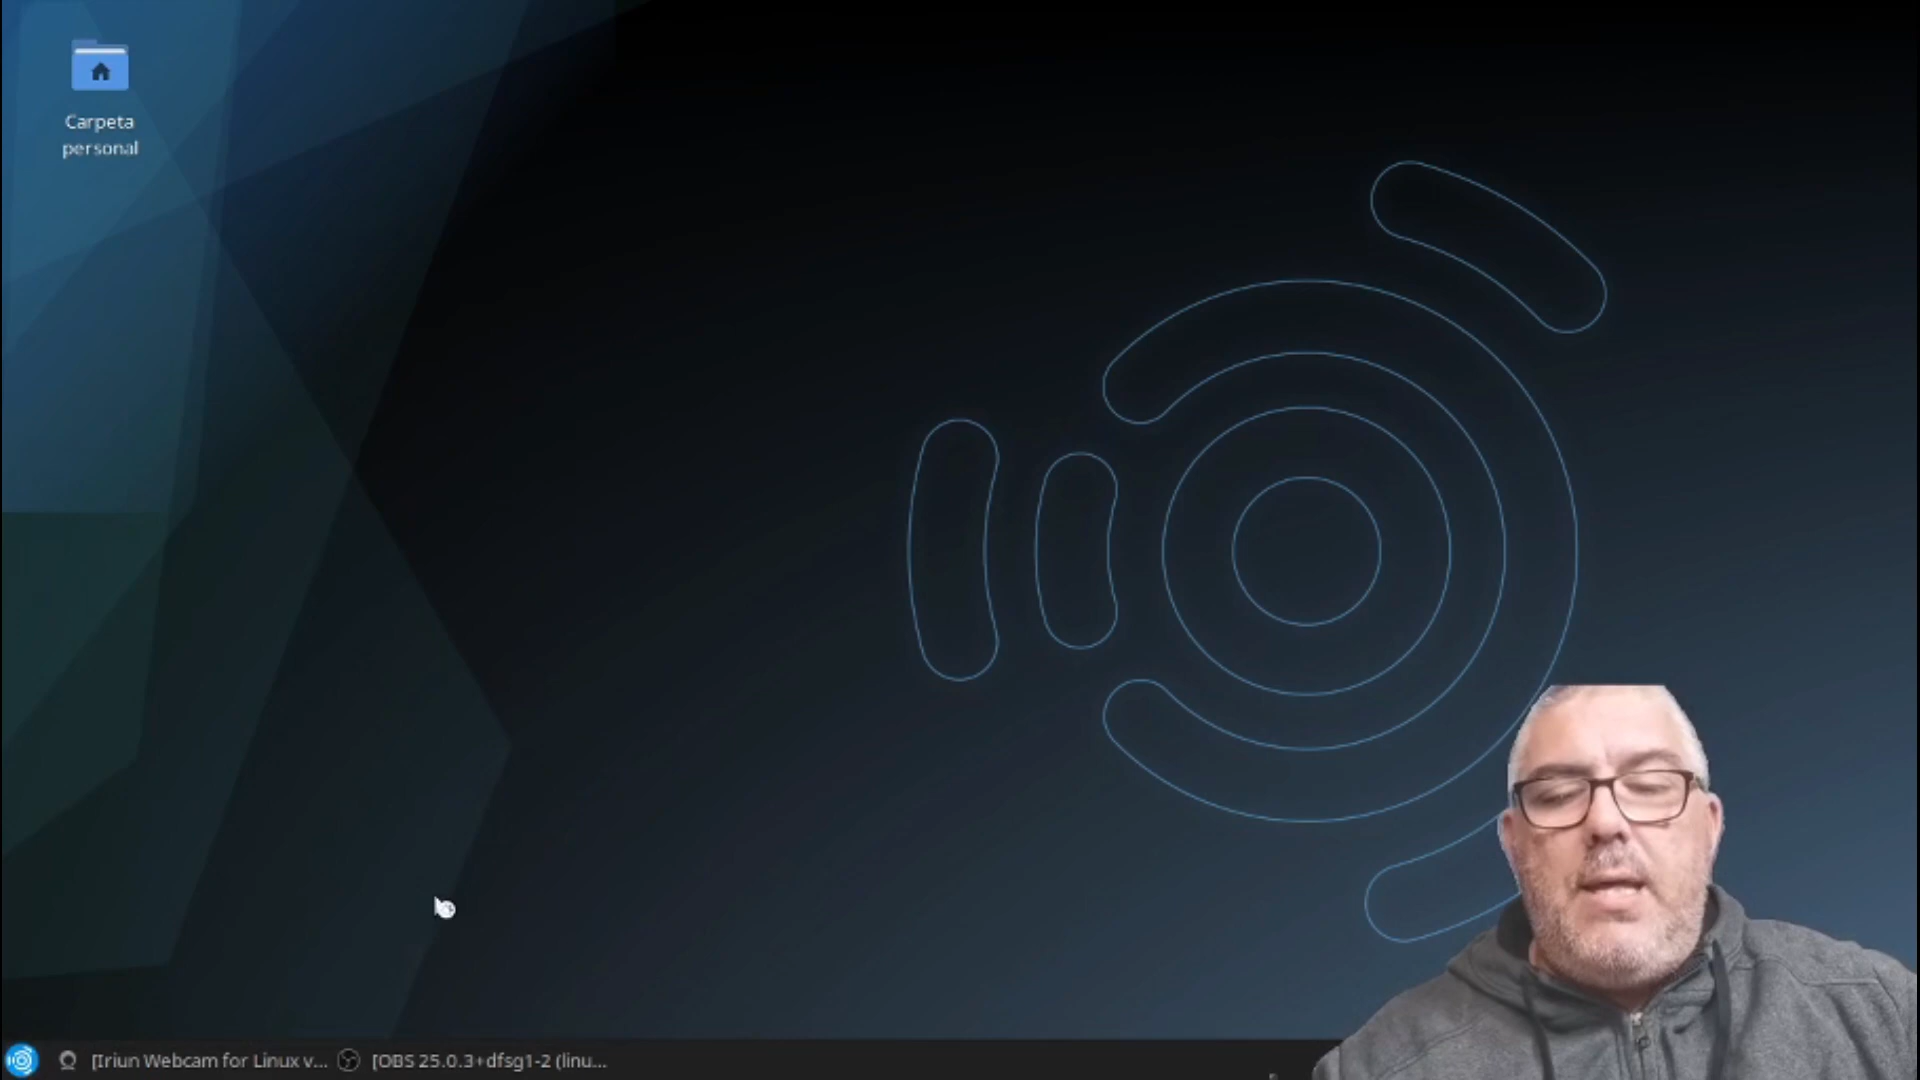 Carpeta
personal
[Iriun Webcam for Linux v... [OBS 25.0.3+dfsg1-2 (linu...